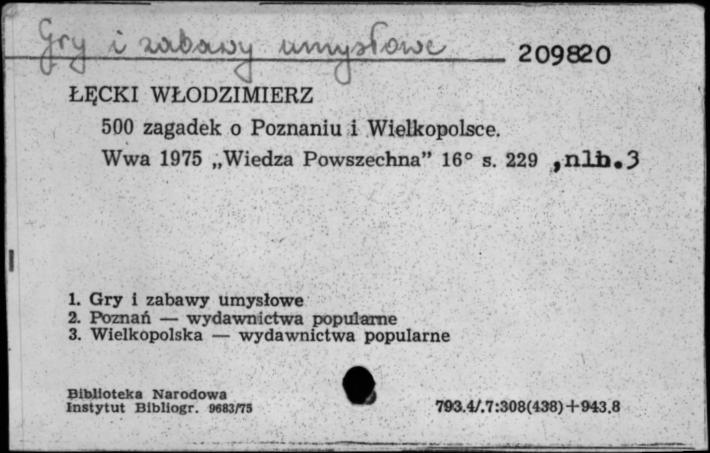 Gry i zabawy umysłowe 209820
ŁĘCKI WŁODZIMIERZ
500 zagadek o Poznaniu i Wielkopolsce.
Wwa 1975 „Wiedza Powszechna” 16° s. 229 ,nlb.3
1. Gry i zabawy umysłowe
2. Poznań — wydawnictwa popularne
3. Wielkopolska — wydawnictwa popularne
Biblioteka Narodowa
Instytut Bibliogr. 9683/75
793.4/.7:308(438)+943.8